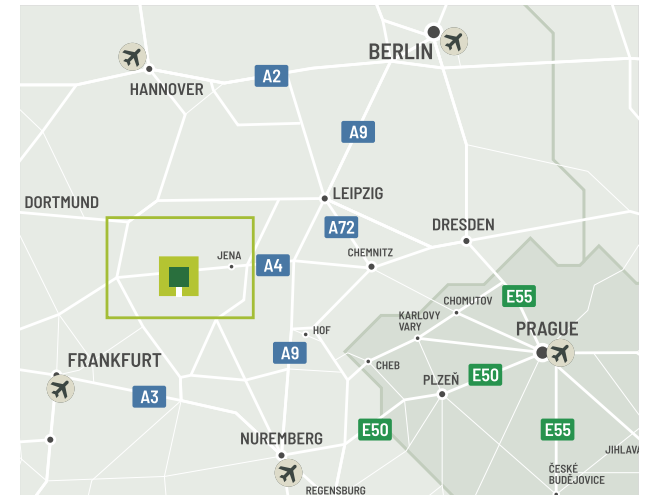 BERLIN
A2
HANNOVER
A9
DORTMUND
LEIPZIG
A72
DRESDEN
JENA
A4
CHEMNITZ
E55
CHOMUTOV
KARLOVY
VARY
PRAGUE
HOF
A9
FRANKFURT
CHEB
PLZEŇ
E50
A3
E50
E55
NUREMBERG
JIHLAVA
ČESKÉ
BUDĚJOVICE
REGENSBURG